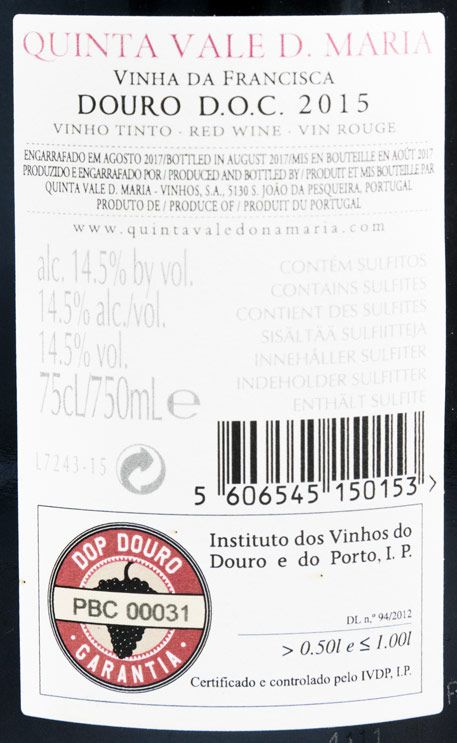 QUINTA VALE D. MARIA
VINHA DA FRANCISCA
DOURO D.O.C. 2015
VINHO TINTO · RED WINE · VIN ROUGE
ENGARRAFADO EM AGOSTO 2017/BOTTLED IN AUGUST 2017/MIS EN BOUTEILLE EN AOÛT 2017
PRODUZIDO E ENGARRAFADO POR / PRODUCED AND BOTTLED BY / PRODUIT ET MIS BOUTEILLE PAR
QUINTA VALE D. MARIA - VINHOS, S.A., 5130 S. JOÃO DA PESQUEIRA, PORTUGAL
PRODUTO DE / PRODUCE OF / PRODUIT DU PORTUGAL
www.quintavaledonamaria.com
alc. 14.5% by vol.
14.5% alc./vol.
14.5% vol.
75cL/750mL e
CONTÉM SULFITOS
CONTAINS SULFITES
CONTIENT DES SULFITES
SISÄLTÄÄ SULFIITTEJA
INNEHÅLLER SULFITER
INDEHOLDER SULFITTER
ENTHÄLT SULFITE
L7243-15
5 606545 150153 >
DOP DOURO
PBC 00031
· GARANTIA ·
Instituto dos Vinhos do
Douro e do Porto, I. P.
DL n.º 94/2012
> 0.50l e ≤ 1.00l
Certificado e controlado pelo IVDP, I.P.